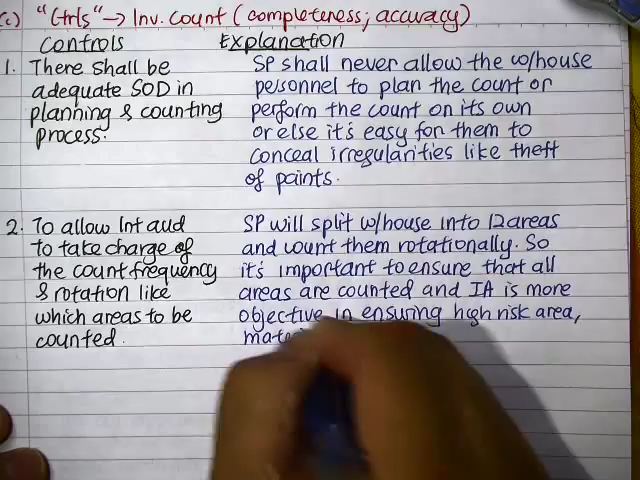 (c) "Ctrls" → Inv. Count (completeness; accuracy)
Controls Explanation
1. There shall be
adequate SOD in
planning & counting
process.
SP shall never allow the w/house
personnel to plan the count or
perform the count on its own
or else it's easy for them to
conceal irregularities like theft
of paints.
2. To allow Int aud
to take charge of
the count frequency
& rotation like
which areas to be
counted.
SP will split w/house into 12 areas
and count them rotationally. So
it's important to ensure that all
areas are counted and IA is more
objective in ensuring high risk area,